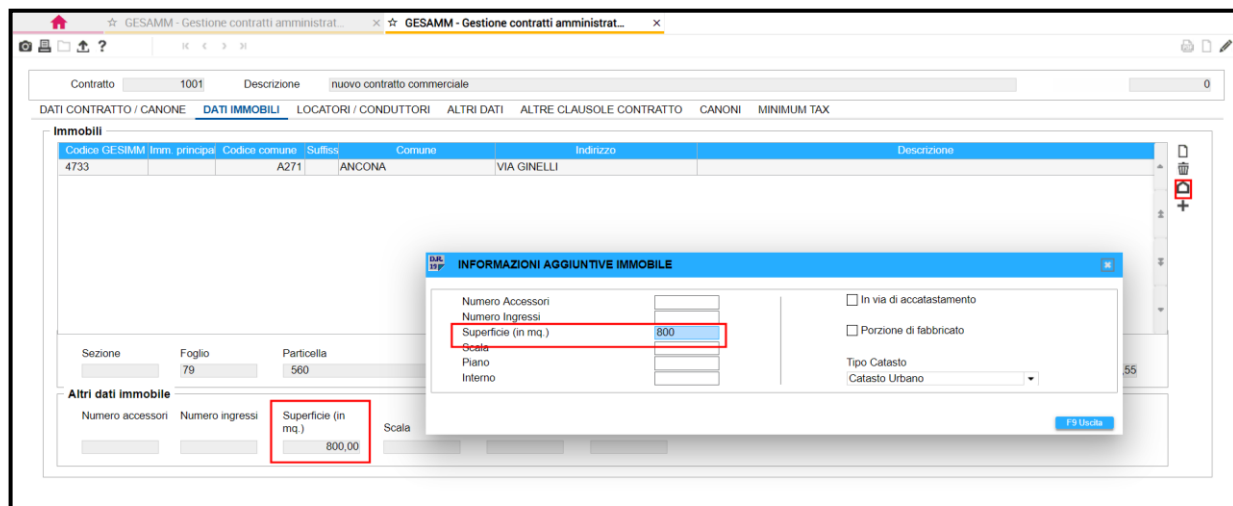 GESAMM - Gestione contratti amministrat... × GESAMM - Gestione contratti amministrat... ×
?
Contratto 1001 Descrizione nuovo contratto commerciale 0
DATI CONTRATTO / CANONE DATI IMMOBILI LOCATORI / CONDUTTORI ALTRI DATI ALTRE CLAUSOLE CONTRATTO CANONI MINIMUM TAX
Immobili
Codice GESIMM Imm. principal Codice comune Suffiss Comune Indirizzo Descrizione
4733 A271 ANCONA VIA GINELLI
INFORMAZIONI AGGIUNTIVE IMMOBILE
Numero Accessori In via di accatastamento
Numero Ingressi
Superficie (in mq.) 800 Porzione di fabbricato
Scala
Piano Tipo Catasto
Interno Catasto Urbano
F9 Uscita
Sezione Foglio Particella
79 560 ,55
Altri dati immobile
Numero accessori Numero ingressi Superficie (in
mq.) Scala
800,00